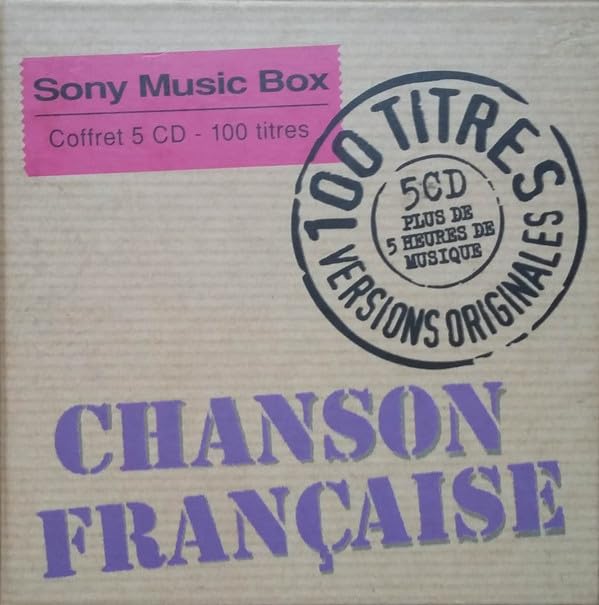 Sony Music Box
Coffret 5 CD - 100 titres
100 TITRES
VERSIONS ORIGINALES
5CD
PLUS DE
5 HEURES DE
MUSIQUE
CHANSON
FRANÇAISE